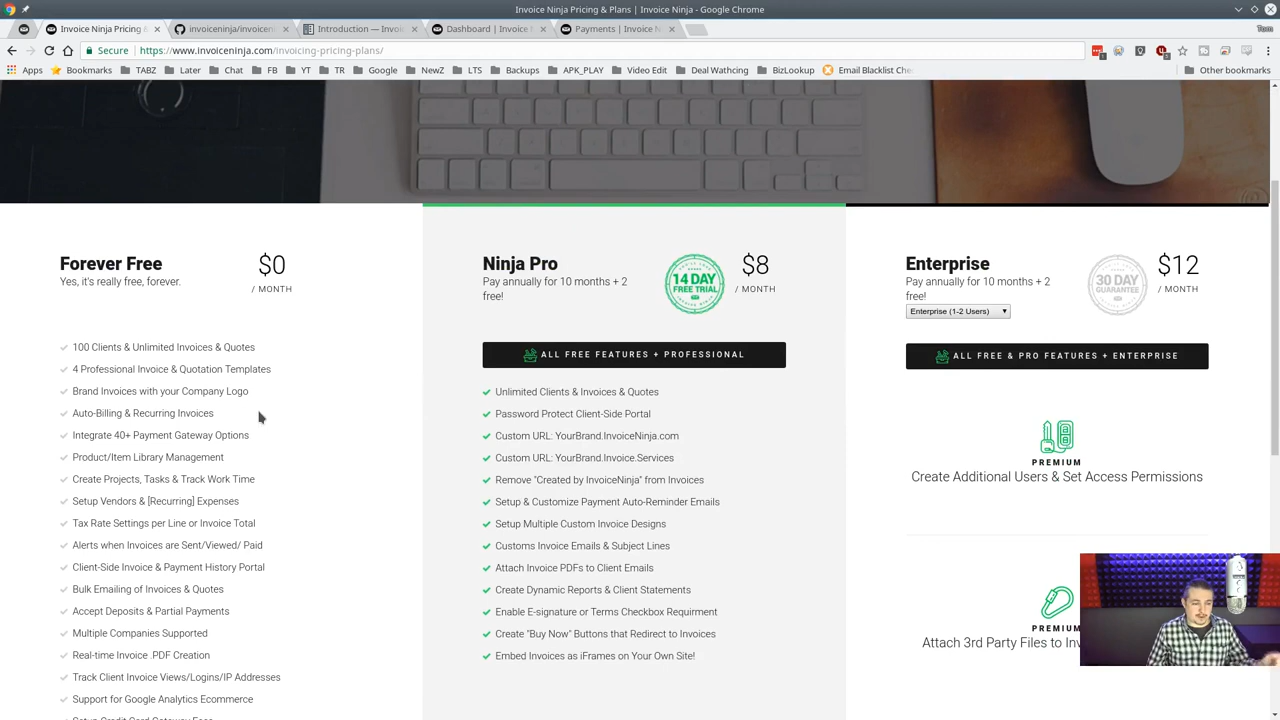 Invoice Ninja Pricing & Plans | Invoice Ninja - Google Chrome
Invoice Ninja Pricing &
invoiceninja/invoiceni
Introduction — Invoi
Dashboard | Invoice N
Payments | Invoice N
Tom
Secure
https://www.invoiceninja.com/invoicing-pricing-plans/
Apps
Bookmarks
TABZ
Later
Chat
FB
YT
TR
Google
NewZ
LTS
Backups
APK_PLAY
Video Edit
Deal Wathcing
BizLookup
Email Blacklist Che
Other bookmarks
Forever Free
$0
Yes, it's really free, forever.
/ MONTH
100 Clients & Unlimited Invoices & Quotes
4 Professional Invoice & Quotation Templates
Brand Invoices with your Company Logo
Auto-Billing & Recurring Invoices
Integrate 40+ Payment Gateway Options
Product/Item Library Management
Create Projects, Tasks & Track Work Time
Setup Vendors & [Recurring] Expenses
Tax Rate Settings per Line or Invoice Total
Alerts when Invoices are Sent/Viewed/ Paid
Client-Side Invoice & Payment History Portal
Bulk Emailing of Invoices & Quotes
Accept Deposits & Partial Payments
Multiple Companies Supported
Real-time Invoice .PDF Creation
Track Client Invoice Views/Logins/IP Addresses
Support for Google Analytics Ecommerce
Setup Credit Card Gateway Fees
Ninja Pro
Pay annually for 10 months + 2
free!
14 DAY
FREE TRIAL
$8
/ MONTH
ALL FREE FEATURES + PROFESSIONAL
Unlimited Clients & Invoices & Quotes
Password Protect Client-Side Portal
Custom URL: YourBrand.InvoiceNinja.com
Custom URL: YourBrand.Invoice.Services
Remove "Created by InvoiceNinja" from Invoices
Setup & Customize Payment Auto-Reminder Emails
Setup Multiple Custom Invoice Designs
Customs Invoice Emails & Subject Lines
Attach Invoice PDFs to Client Emails
Create Dynamic Reports & Client Statements
Enable E-signature or Terms Checkbox Requirment
Create "Buy Now" Buttons that Redirect to Invoices
Embed Invoices as iFrames on Your Own Site!
Enterprise
Pay annually for 10 months + 2
free!
Enterprise (1-2 Users)
30 DAY
GUARANTEE
$12
/ MONTH
ALL FREE & PRO FEATURES + ENTERPRISE
PREMIUM
Create Additional Users & Set Access Permissions
PREMIUM
Attach 3rd Party Files to In